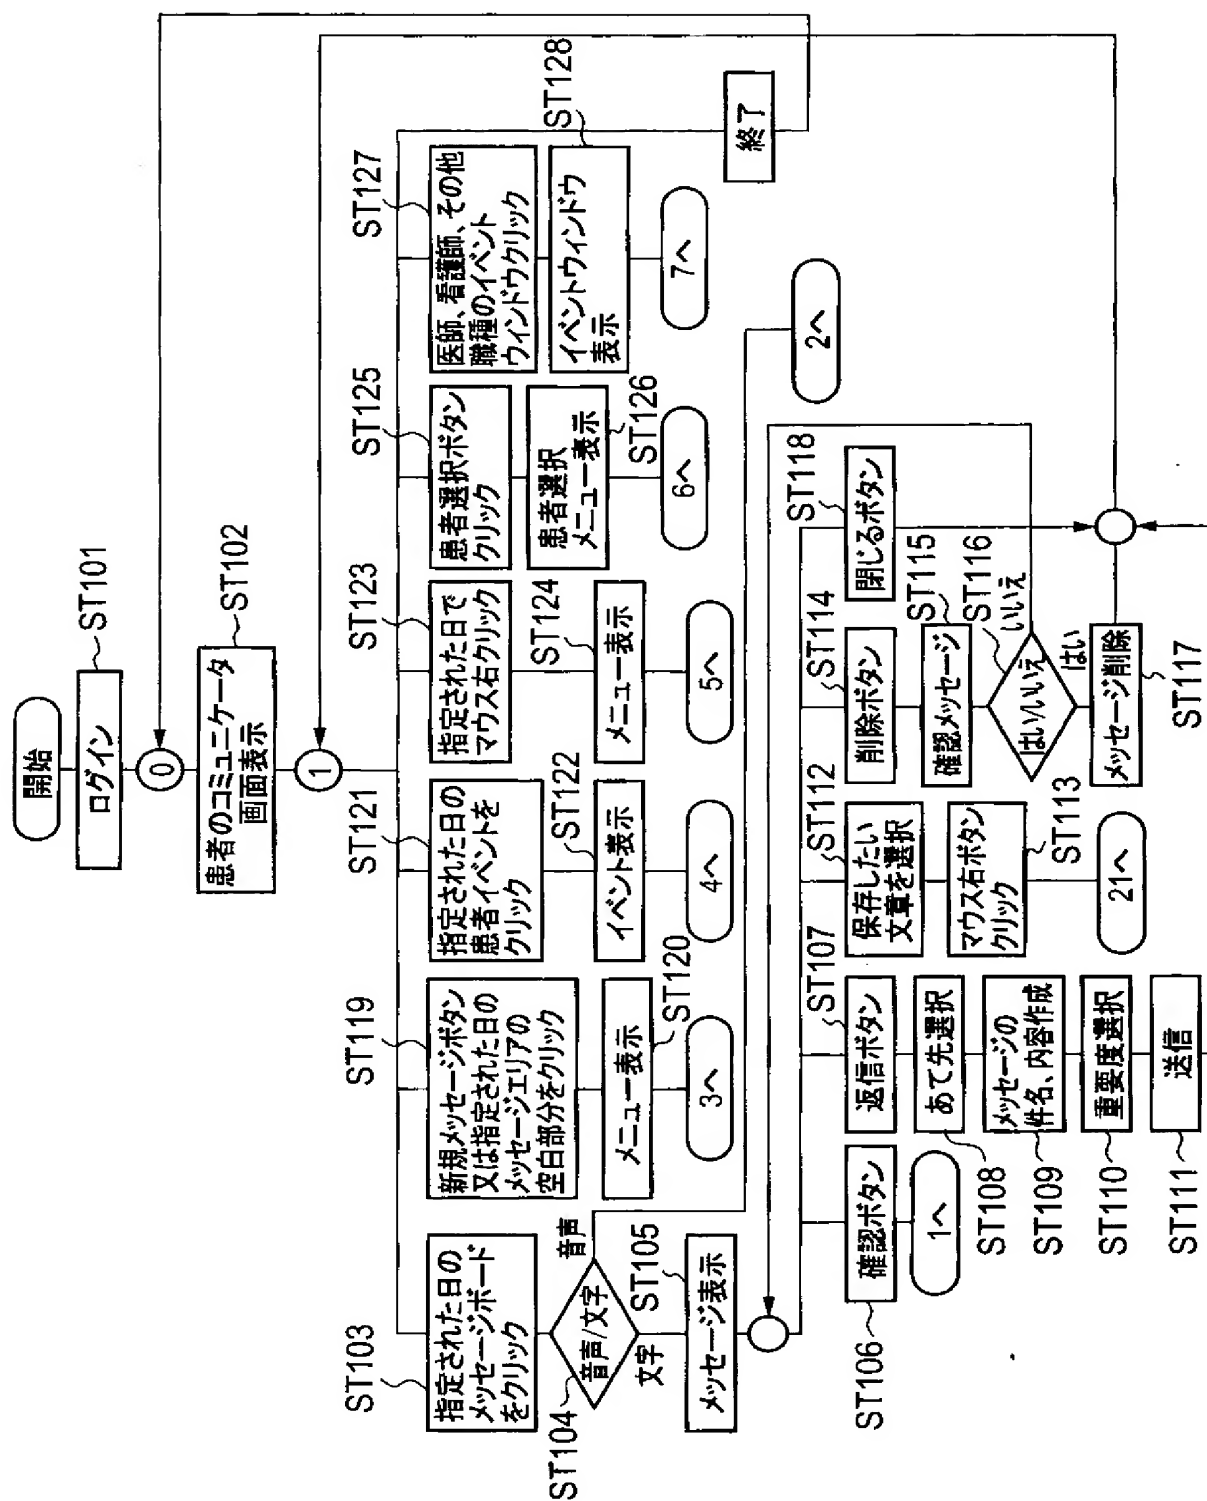 開始
ログイン
ST101
0
患者のコミュニケータ
画面表示
ST102
1
ST103
指定された日の
メッセージボード
をクリック
ST104
音声/文字
音声
文字
ST105
メッセージ表示
ST119
新規メッセージボタン
又は指定された日の
メッセージエリアの
空白部分をクリック
ST120
メニュー表示
3へ
ST121
指定された日の
患者イベントを
クリック
ST122
イベント表示
4へ
ST123
指定された日で
マウス右クリック
ST124
メニュー表示
5へ
ST125
患者選択ボタン
クリック
患者選択
メニュー表示
ST126
6へ
ST127
医師、看護師、その他
職種のイベント
ウィンドウクリック
ST128
イベントウィンドウ
表示
7へ
終了
2へ
ST106
確認ボタン
1へ
ST107
返信ボタン
あて先選択
ST108
メッセージの
件名、内容作成
ST109
重要度選択
ST110
送信
ST111
ST112
保存したい
文章を選択
マウス右ボタン
クリック
ST113
21へ
ST114
削除ボタン
ST115
確認メッセージ
ST116
はい/いいえ
いいえ
はい
メッセージ削除
ST117
ST118
閉じるボタン